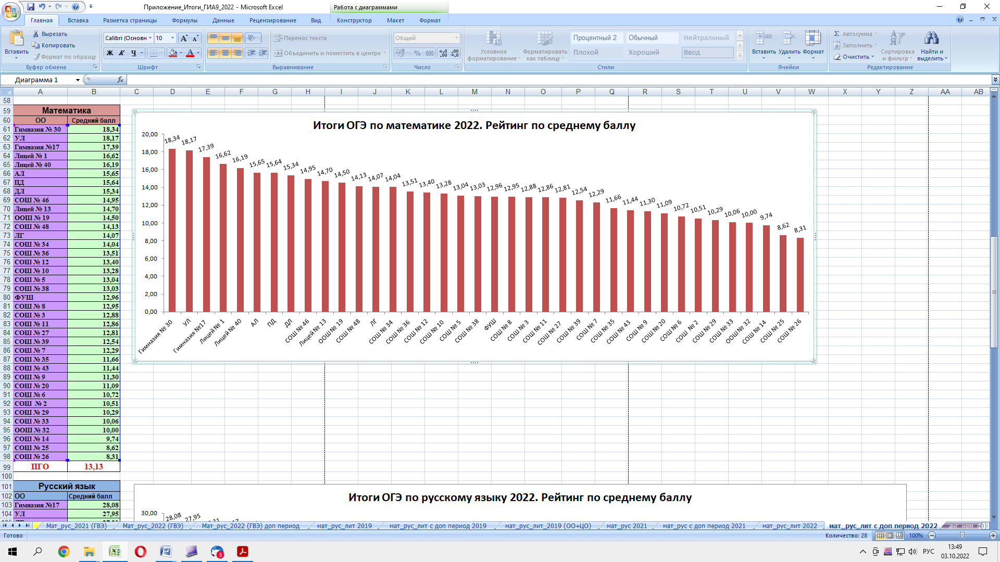 Приложение_Итоги_ГИА9_2022 - Microsoft Excel
Работа с диаграммами
Главная Вставка Разметка страницы Формулы Данные Рецензирование Вид Конструктор Макет Формат
Вставить
Вырезать
Копировать
Формат по образцу
Буфер обмена
Calibri (Основн 10
Ж К Ч
Шрифт
Перенос текста
Объединить и поместить в центре
Выравнивание
Общий
% 000
Число
Условное форматирование
Форматировать как таблицу
Процентный 2 Обычный Нейтральный
Плохой Хороший Ввод
Стили
Вставить Удалить Формат
Ячейки
Автосумма
Заполнить
Очистить
Сортировка и фильтр
Найти и выделить
Редактирование
Диаграмма 1
fx
A B C D E F G H I J K L M N O P Q R S T U V W X Y Z AA AB
58
59 Математика
60 ОО Средний балл
61 Гимназия № 30 18,34
62 УЛ 18,17
63 Гимназия №17 17,39
64 Лицей № 1 16,62
65 Лицей № 40 16,19
66 АЛ 15,65
67 ПД 15,64
68 ДЛ 15,34
69 СОШ № 46 14,95
70 Лицей № 13 14,70
71 ООШ № 19 14,50
72 СОШ № 48 14,13
73 ЛГ 14,07
74 СОШ № 34 14,04
75 СОШ № 36 13,51
76 СОШ № 12 13,40
77 СОШ № 10 13,28
78 СОШ № 5 13,04
79 СОШ № 38 13,03
80 ФУШ 12,96
81 СОШ № 8 12,95
82 СОШ № 3 12,88
83 СОШ № 11 12,86
84 СОШ № 27 12,81
85 СОШ № 39 12,54
86 СОШ № 7 12,29
87 СОШ № 35 11,66
88 СОШ № 43 11,44
89 СОШ № 9 11,30
90 СОШ № 20 11,09
91 СОШ № 6 10,72
92 СОШ  № 2 10,51
93 СОШ № 29 10,29
94 СОШ № 33 10,06
95 ООШ № 32 10,00
96 СОШ № 14 9,74
97 СОШ № 25 8,62
98 СОШ № 26 8,31
99 ПГО 13,13
100
101 Русский язык
102 ОО Средний балл
103 Гимназия №17 28,08
104 УЛ 27,95
Итоги ОГЭ по математике 2022. Рейтинг по среднему баллу
20,00
18,00
16,00
14,00
12,00
10,00
8,00
6,00
4,00
2,00
0,00
18,34 18,17 17,39 16,62 16,19 15,65 15,64 15,34 14,95 14,70 14,50 14,13 14,07 14,04 13,51 13,40 13,28 13,04 13,03 12,96 12,95 12,88 12,86 12,81 12,54 12,29 11,66 11,44 11,30 11,09 10,72 10,51 10,29 10,06 10,00 9,74 8,62 8,31
Гимназия № 30 УЛ Гимназия №17 Лицей № 1 Лицей № 40 АЛ ПД ДЛ СОШ № 46 Лицей № 13 ООШ № 19 СОШ № 48 ЛГ СОШ № 34 СОШ № 36 СОШ № 12 СОШ № 10 СОШ № 5 СОШ № 38 ФУШ СОШ № 8 СОШ № 3 СОШ № 11 СОШ № 27 СОШ № 39 СОШ № 7 СОШ № 35 СОШ № 43 СОШ № 9 СОШ № 20 СОШ № 6 СОШ  № 2 СОШ № 29 СОШ № 33 ООШ № 32 СОШ № 14 СОШ № 25 СОШ № 26
Итоги ОГЭ по русскому языку 2022. Рейтинг по среднему баллу
30,00
28,08 27,95
Мат_рус_2021 (ГВЭ) Мат_рус_2022 (ГВЭ) Мат_рус_2022 (ГВЭ) доп период мат_рус_лит 2019 мат_рус_лит с доп период 2019 мат_рус_лит_2019 (ОО+ЦО) мат_рус 2021 мат_рус с доп период 2021 мат_рус_лит 2022 мат_рус_лит с доп период 2022 анг_нем_ф
Готово
Количество: 28 100%
3
РУС
13:49
03.10.2022